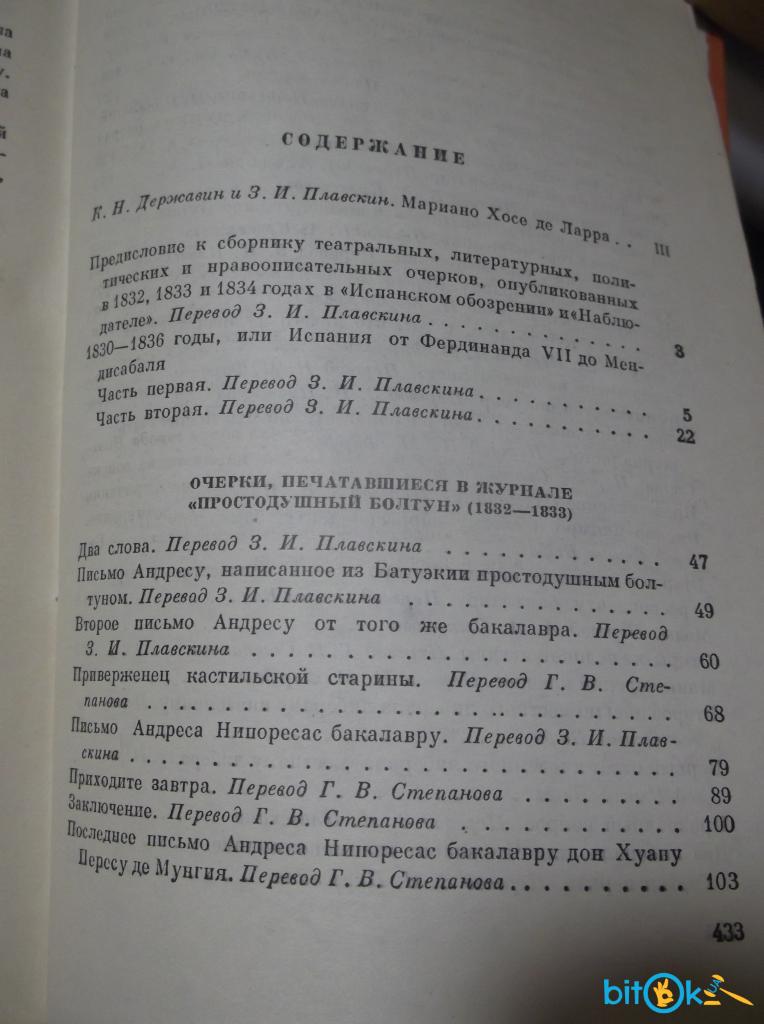 на
на
у.
та
й
-
,
СОДЕРЖАНИЕ
К. Н. Державин и З. И. Плавскин. Мариано Хосе де Ларра . . III
Предисловие к сборнику театральных, литературных, поли-
тических и нравоописательных очерков, опубликованных
в 1832, 1833 и 1834 годах в «Испанском обозрении» и «Наблю-
дателе». Перевод З. И. Плавскина . . . . . . . . . . . . . . 3
1830—1836 годы, или Испания от Фердинанда VII до Мен-
дисабаля
Часть первая. Перевод З. И. Плавскина . . . . . . . . . . 5
Часть вторая. Перевод З. И. Плавскина . . . . . . . . . . . 22
ОЧЕРКИ, ПЕЧАТАВШИЕСЯ В ЖУРНАЛЕ
«ПРОСТОДУШНЫЙ БОЛТУН» (1832—1833)
Два слова. Перевод З. И. Плавскина . . . . . . . . . . . . 47
Письмо Андресу, написанное из Батуэкии простодушным бол-
туном. Перевод З. И. Плавскина . . . . . . . . . . . . . 49
Второе письмо Андресу от того же бакалавра. Перевод
З. И. Плавскина . . . . . . . . . . . . . . . . . . . . 60
Приверженец кастильской старины. Перевод Г. В. Сте-
панова . . . . . . . . . . . . . . . . . . . . . . . . 68
Письмо Андреса Нипоресас бакалавру. Перевод З. И. Плав-
скина . . . . . . . . . . . . . . . . . . . . . . . . . 79
Приходите завтра. Перевод Г. В. Степанова . . . . . . . . . 89
Заключение. Перевод Г. В. Степанова . . . . . . . . . . . . 100
Последнее письмо Андреса Нипоресас бакалавру дон Хуану
Пересу де Мунгия. Перевод Г. В. Степанова . . . . . . . . . . 103
433
bitOk
UA